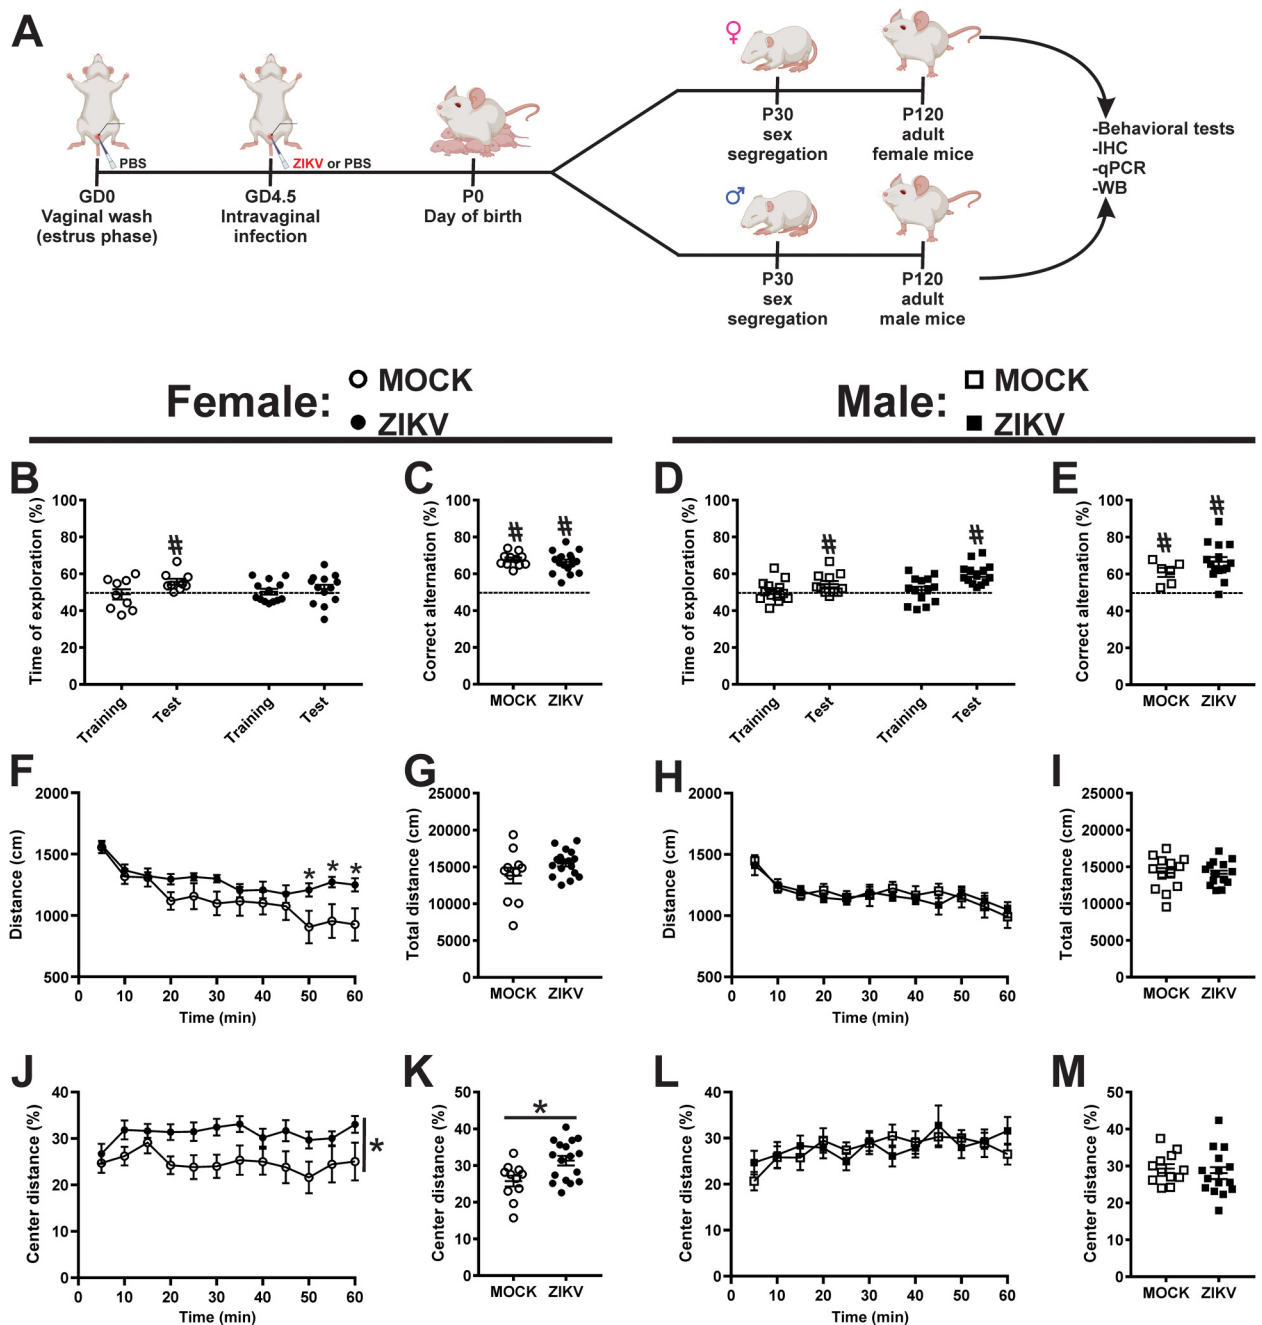 A
PBS
ZIKV or PBS
GD0
Vaginal wash
(estrus phase)
GD4.5
Intravaginal
infection
P0
Day of birth
♀
P30
sex
segregation
P120
adult
female mice
♂
P30
sex
segregation
P120
adult
male mice
-Behavioral tests
-IHC
-qPCR
-WB
Female:
MOCK
ZIKV
Male:
MOCK
ZIKV
B
Time of exploration (%)
100
80
60
40
20
0
#
Training
Test
Training
Test
C
Correct alternation (%)
100
80
60
40
20
0
#
#
MOCK
ZIKV
D
Time of exploration (%)
100
80
60
40
20
0
#
#
Training
Test
Training
Test
E
Correct alternation (%)
100
80
60
40
20
0
#
#
MOCK
ZIKV
F
Distance (cm)
2000
1500
1000
500
* * *
0 10 20 30 40 50 60
Time (min)
G
Total distance (cm)
25000
20000
15000
10000
5000
0
MOCK
ZIKV
H
Distance (cm)
2000
1500
1000
500
0 10 20 30 40 50 60
Time (min)
I
Total distance (cm)
25000
20000
15000
10000
5000
0
MOCK
ZIKV
J
Center distance (%)
40
30
20
10
0
*
0 10 20 30 40 50 60
Time (min)
K
Center distance (%)
50
40
30
20
10
0
*
MOCK
ZIKV
L
Center distance (%)
40
30
20
10
0
0 10 20 30 40 50 60
Time (min)
M
Center distance (%)
50
40
30
20
10
0
MOCK
ZIKV